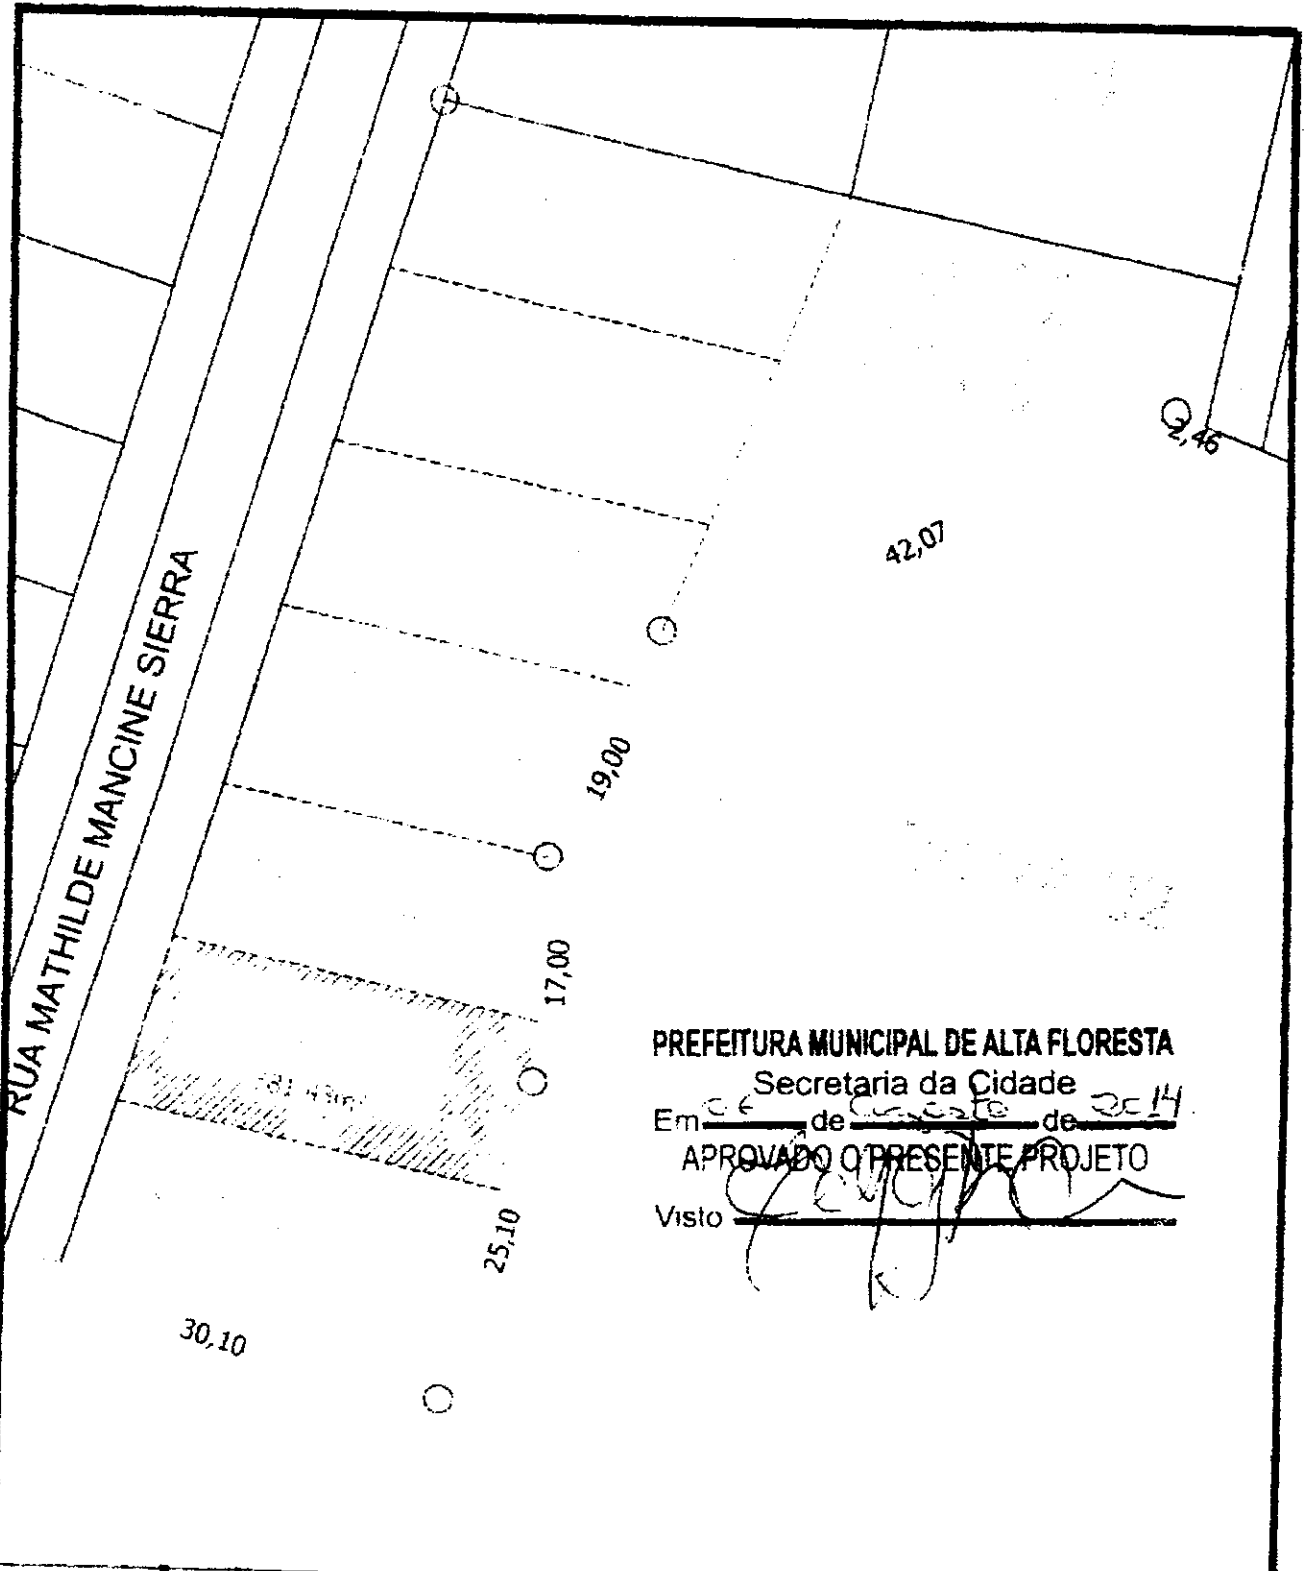 2,46
42,07
RUA MATHILDE MANCINE SIERRA
19,00
17,00
PREFEITURA MUNICIPAL DE ALTA FLORESTA
Secretaria da Cidade
Em de de 2014
APROVADO O PRESENTE PROJETO
Visto
25,10
30,10